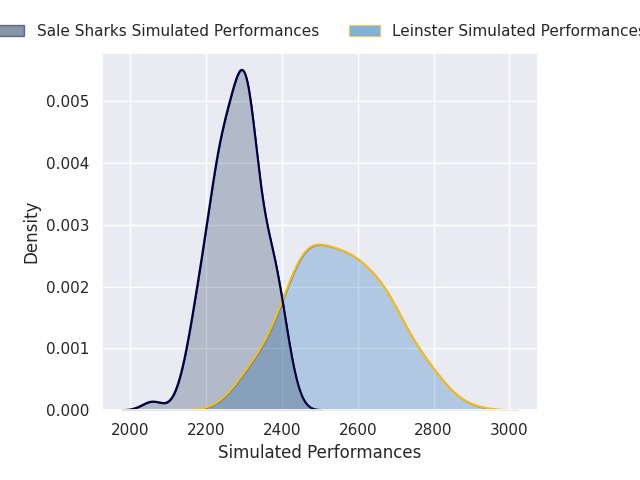 Sale Sharks Simulated Performances
Leinster Simulated Performances
0.005
0.004
0.003
0.002
0.001
0.000
Density
2000 2200 2400 2600 2800 3000
Simulated Performances